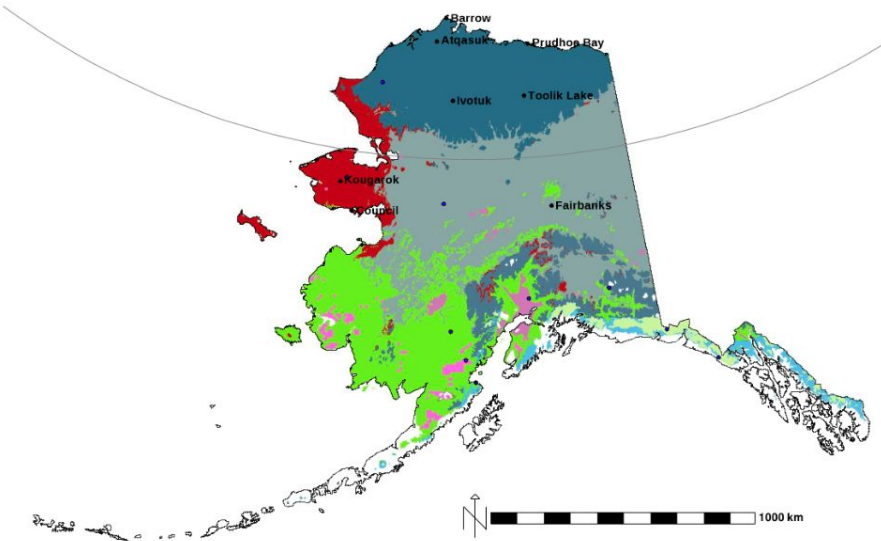 Barrow
Atqasuk
Prudhoe Bay
Ivotuk
Toolik Lake
Kougarok
Council
Fairbanks
N
1000 km